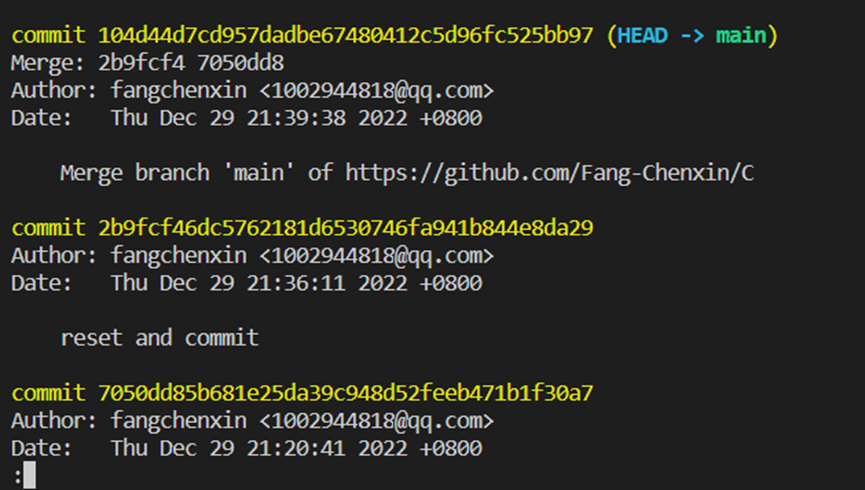 commit 104d44d7cd957dadbe67480412c5d96fc525bb97 (HEAD -> main)
Merge: 2b9fcf4 7050dd8
Author: fangchenxin <1002944818@qq.com>
Date:   Thu Dec 29 21:39:38 2022 +0800
Merge branch 'main' of https://github.com/Fang-Chenxin/C
commit 2b9fcf46dc5762181d6530746fa941b844e8da29
Author: fangchenxin <1002944818@qq.com>
Date:   Thu Dec 29 21:36:11 2022 +0800
reset and commit
commit 7050dd85b681e25da39c948d52feeb471b1f30a7
Author: fangchenxin <1002944818@qq.com>
Date:   Thu Dec 29 21:20:41 2022 +0800
: